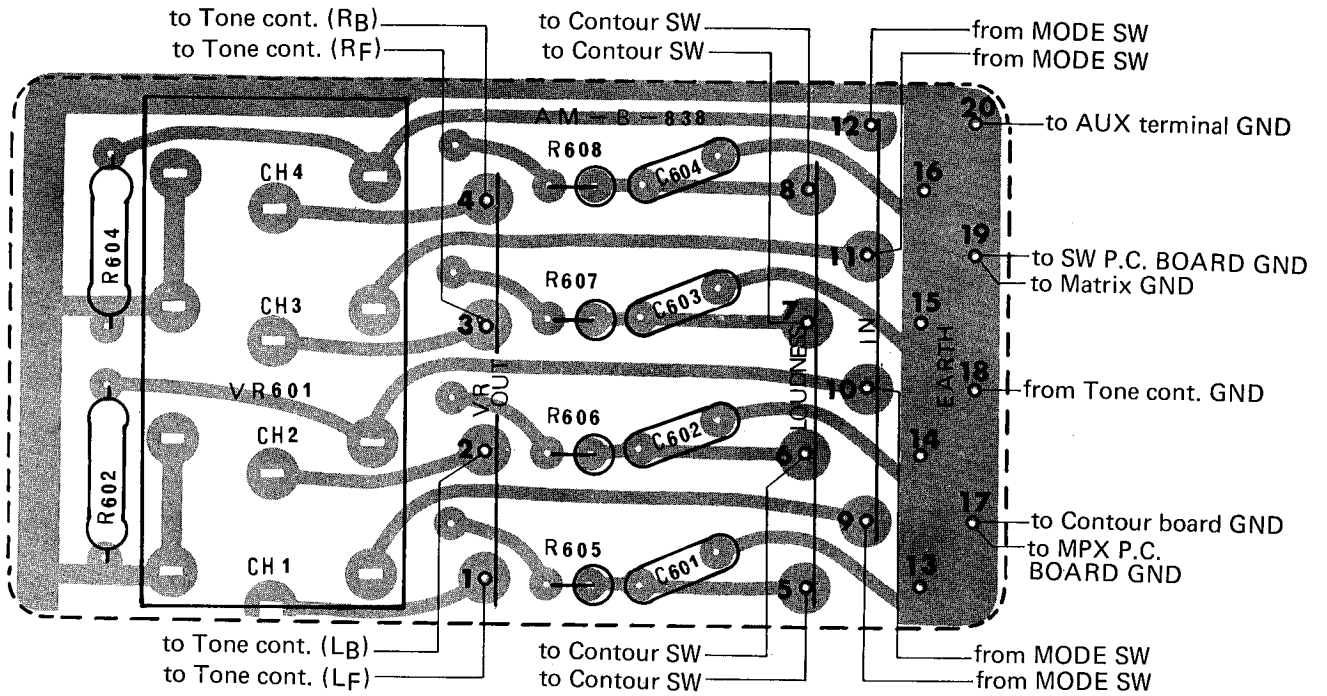 to Tone cont. (RB)
to Tone cont. (RF)
to Contour SW
to Contour SW
from MODE SW
from MODE SW
AM-B-838
12
20
to AUX terminal GND
R608
C604
CH4
4
8
16
R604
11
19
to SW P.C. BOARD GND
to Matrix GND
R607
C603
CH3
3
7
15
VR601
VR OUT
LOUDNESS
IN
EARTH
10
18
from Tone cont. GND
R606
C602
CH2
2
6
14
R602
9
17
to Contour board GND
to MPX P.C.
BOARD GND
R605
C601
CH1
1
5
13
to Tone cont. (LB)
to Tone cont. (LF)
to Contour SW
to Contour SW
from MODE SW
from MODE SW